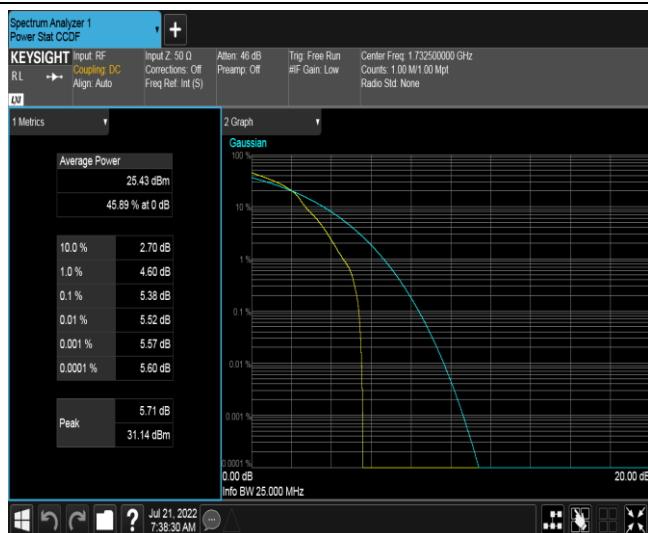 Spectrum Analyzer 1
Power Stat CCDF
KEYSIGHT
RL
Input: RF
Coupling: DC
Align: Auto
Input Z: 50 Ω
Corrections: Off
Freq Ref: Int (S)
Atten: 46 dB
Preamp: Off
Trig: Free Run
#IF Gain: Low
Center Freq: 1.732500000 GHz
Counts: 1.00 M/1.00 Mpt
Radio Std: None
1 Metrics
Average Power
25.43 dBm
45.89 % at 0 dB
10.0 % 2.70 dB
1.0 % 4.60 dB
0.1 % 5.38 dB
0.01 % 5.52 dB
0.001 % 5.57 dB
0.0001 % 5.60 dB
Peak
5.71 dB
31.14 dBm
2 Graph
Gaussian
100 %
10 %
1 %
0.1 %
0.01 %
0.001 %
0.0001 %
0.00 dB 20.00 dB
Info BW 25.000 MHz
Jul 21, 2022
7:38:30 AM